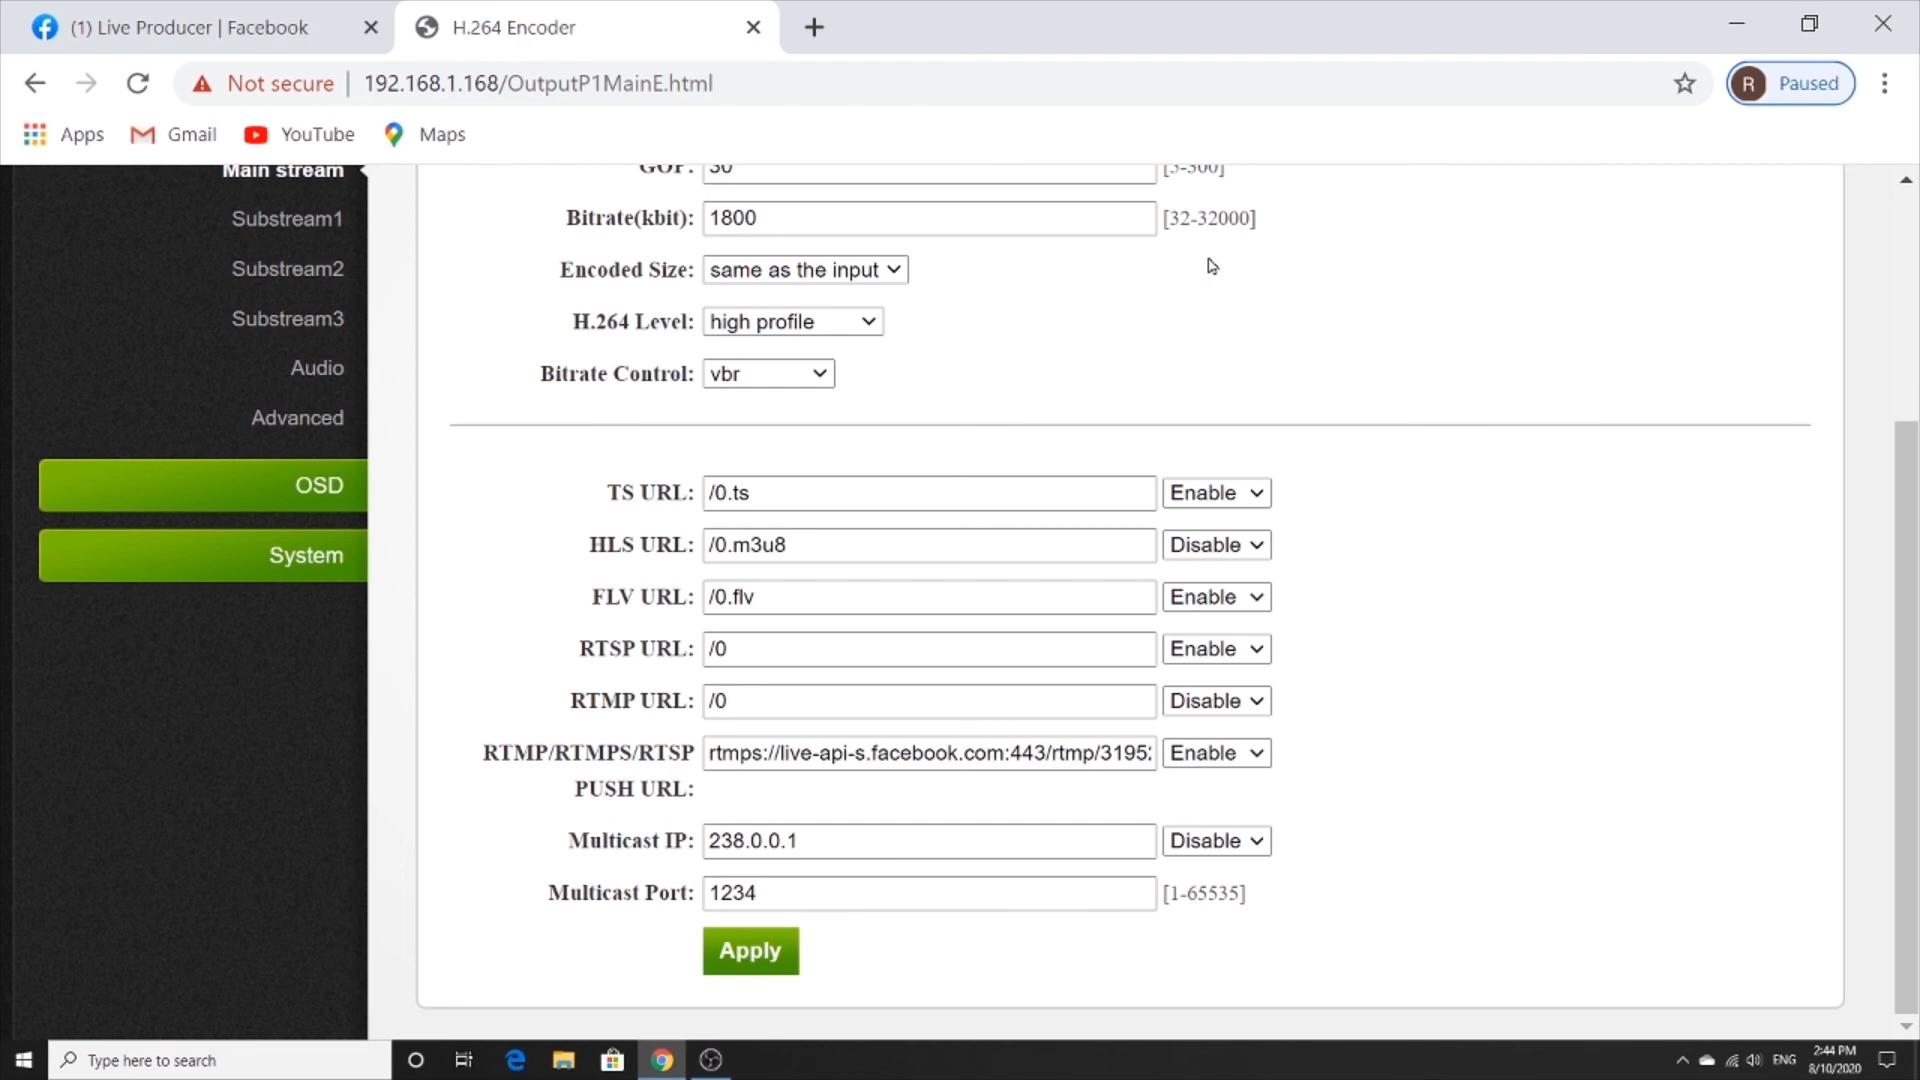 (1) Live Producer | Facebook
H.264 Encoder
Not secure | 192.168.1.168/OutputP1MainE.html
R Paused
Apps Gmail YouTube Maps
Main stream
Substream1
Substream2
Substream3
Audio
Advanced
OSD
System
GOP: 30 [5-300]
Bitrate(kbit): 1800 [32-32000]
Encoded Size: same as the input
H.264 Level: high profile
Bitrate Control: vbr
TS URL: /0.ts Enable
HLS URL: /0.m3u8 Disable
FLV URL: /0.flv Enable
RTSP URL: /0 Enable
RTMP URL: /0 Disable
RTMP/RTMPS/RTSP rtmps://live-api-s.facebook.com:443/rtmp/3195 Enable
PUSH URL:
Multicast IP: 238.0.0.1 Disable
Multicast Port: 1234 [1-65535]
Apply
Type here to search
ENG
2:44 PM
8/10/2020